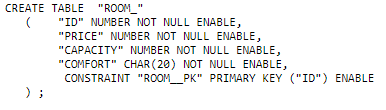 CREATE TABLE "ROOM_"
( "ID" NUMBER NOT NULL ENABLE,
"PRICE" NUMBER NOT NULL ENABLE,
"CAPACITY" NUMBER NOT NULL ENABLE,
"COMFORT" CHAR(20) NOT NULL ENABLE,
CONSTRAINT "ROOM__PK" PRIMARY KEY ("ID") ENABLE
) ;